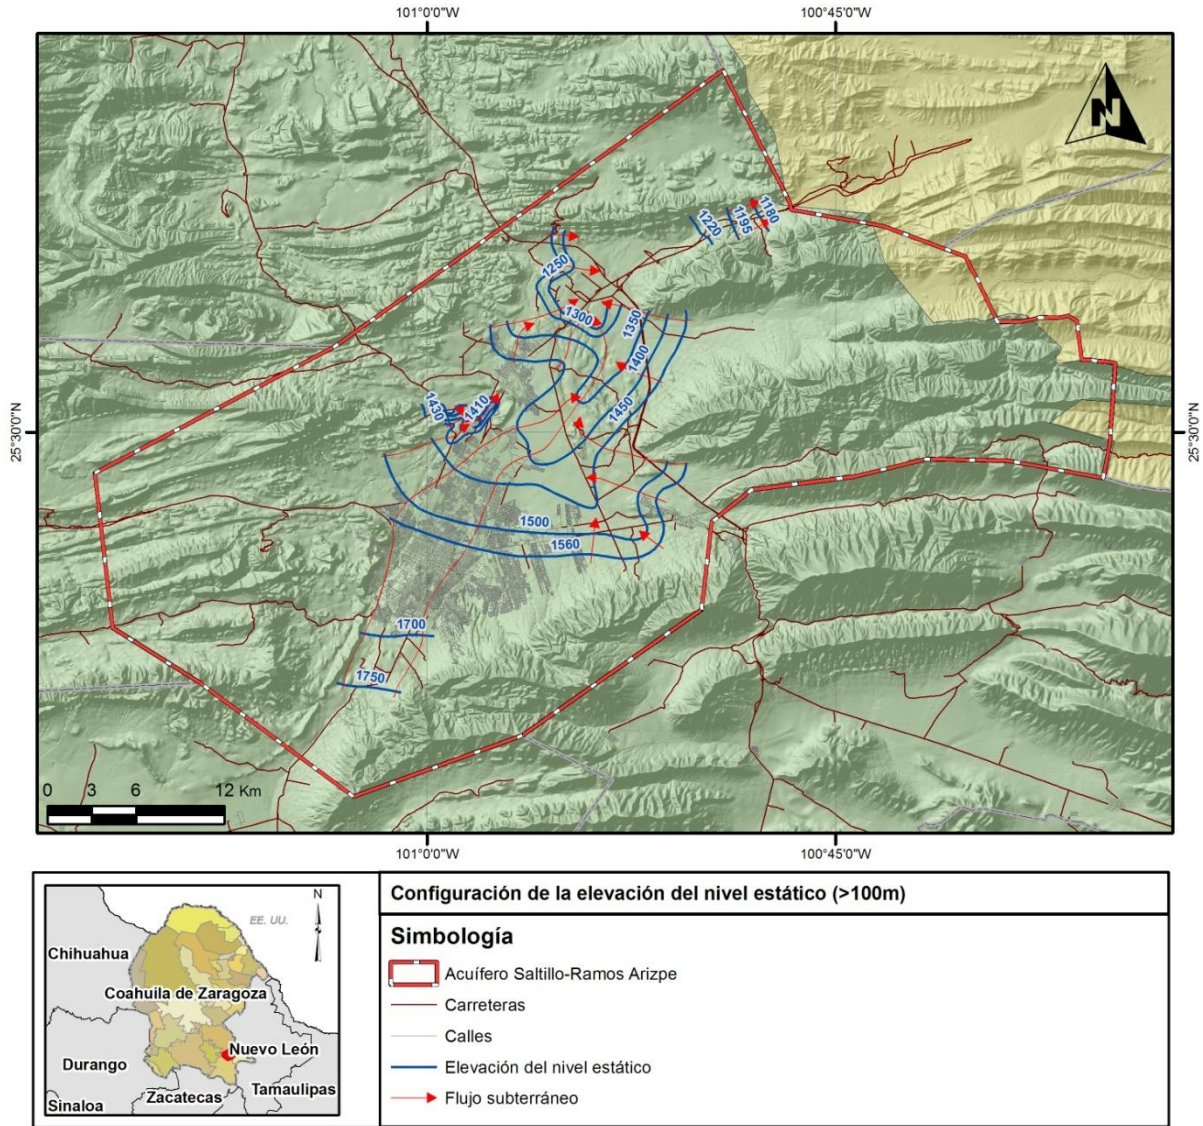 101°0'0"W
100°45'0"W
N
1180
1195
1220
1250
1300
1350
1400
1430
1410
1450
25°30'0"N
25°30'0"N
1500
1560
1700
1750
0 3 6 12 Km
101°0'0"W
100°45'0"W
N
EE. UU.
Chihuahua
Coahuila de Zaragoza
Nuevo León
Durango
Tamaulipas
Zacatecas
Sinaloa
Configuración de la elevación del nivel estático (>100m)
Simbología
Acuífero Saltillo-Ramos Arizpe
Carreteras
Calles
Elevación del nivel estático
Flujo subterráneo